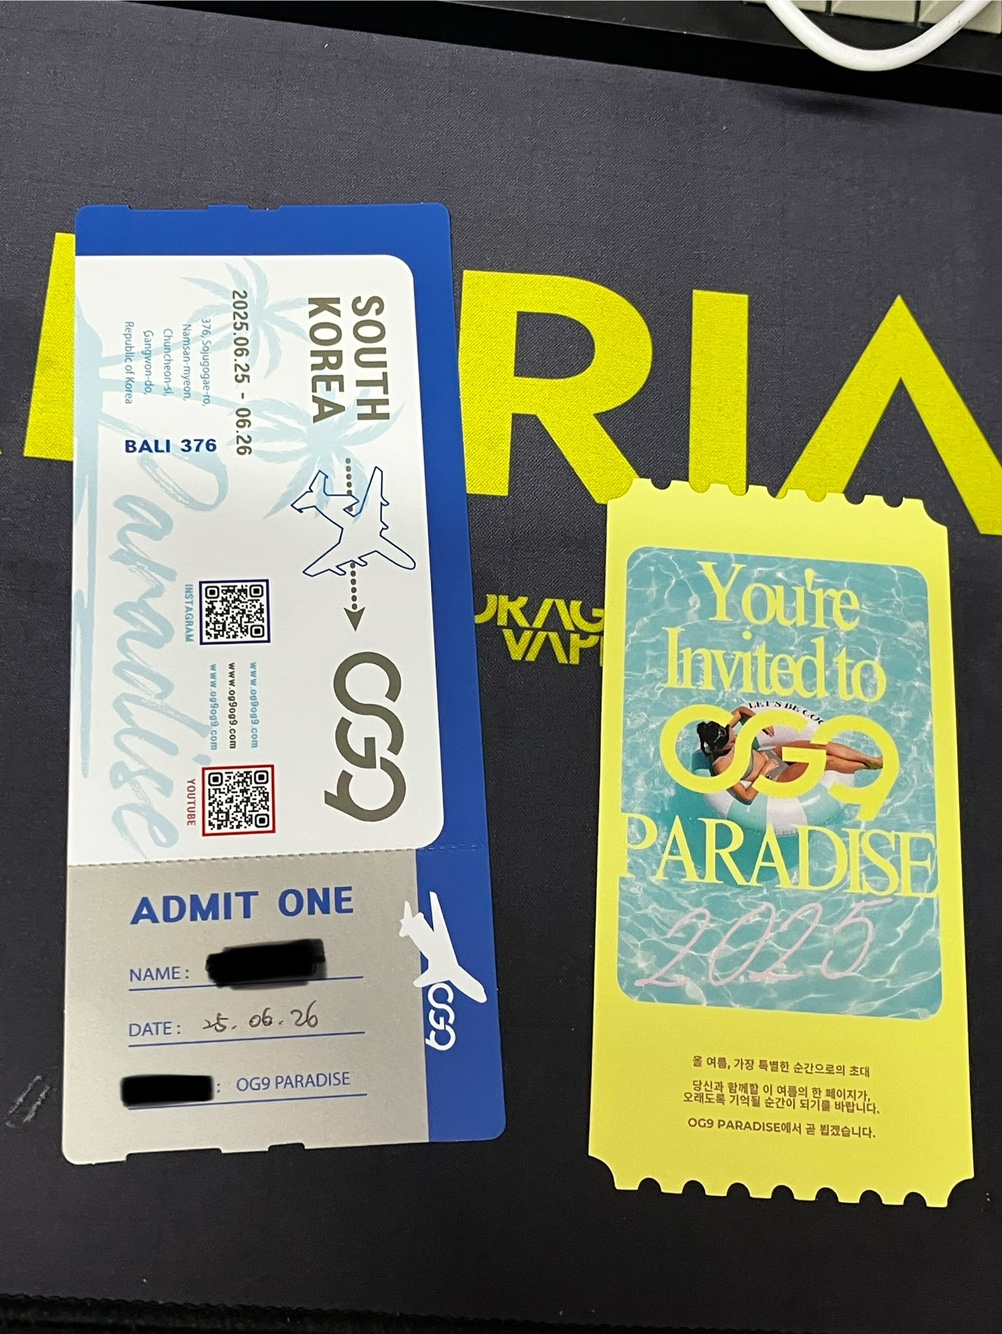 SOUTH
KOREA
2025.06.25 - 06.26
376, Sojugogae-ro,
Namsan-myeon,
Chuncheon-si,
Gangwon-do,
Republic of Korea
BALI 376
Paradise
INSTAGRAM
www.og9og9.com
www.og9og9.com
www.og9og9.com
YOUTUBE
OG9
ADMIT ONE
NAME :
DATE : 25. 06. 26
: OG9 PARADISE
OG9
RIA
VAP
You're
Invited to
LET'S BE
OG9
PARADISE
2025
올 여름, 가장 특별한 순간으로의 초대
당신과 함께할 이 여름의 한 페이지가,
오래도록 기억될 순간이 되기를 바랍니다.
OG9 PARADISE에서 곧 뵙겠습니다.